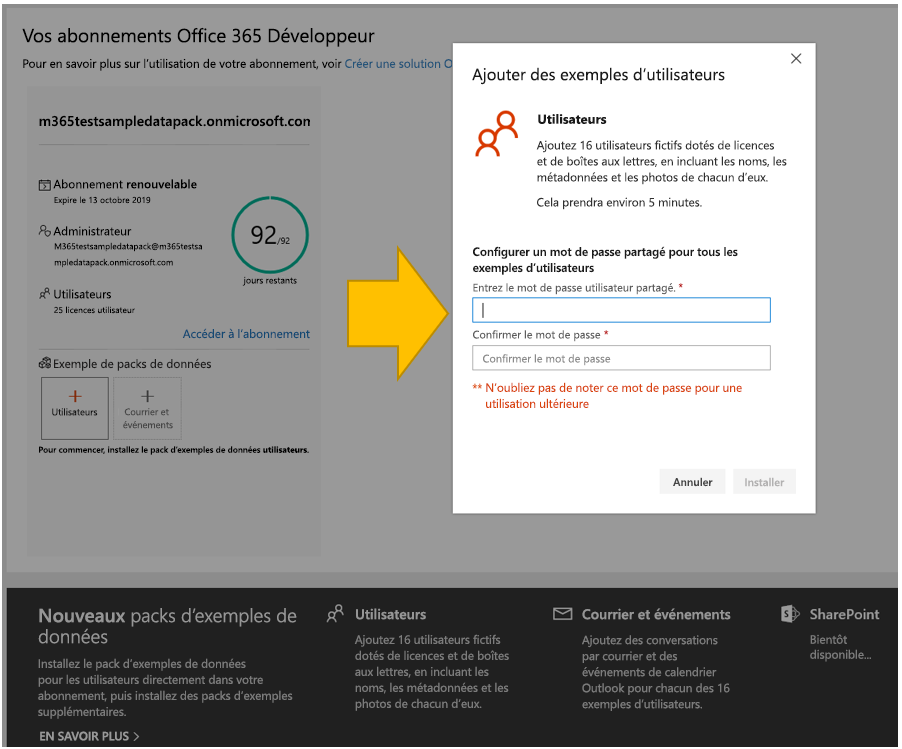 Vos abonnements Office 365 Développeur
Pour en savoir plus sur l'utilisation de votre abonnement, voir Créer une solution O
m365testsampledatapack.onmicrosoft.con
Abonnement renouvelable
Expire le 13 octobre 2019
Administrateur
M365testsampledatapack@m365testsa
mpledatapack.onmicrosoft.com
92/92
jours restants
Utilisateurs
25 licences utilisateur
Accéder à l'abonnement
Exemple de packs de données
+
Utilisateurs
+
Courrier et
événements
Pour commencer, installez le pack d'exemples de données utilisateurs.
Ajouter des exemples d'utilisateurs
Utilisateurs
Ajoutez 16 utilisateurs fictifs dotés de licences
et de boîtes aux lettres, en incluant les noms, les
métadonnées et les photos de chacun d'eux.
Cela prendra environ 5 minutes.
Configurer un mot de passe partagé pour tous les
exemples d'utilisateurs
Entrez le mot de passe utilisateur partagé. *
Confirmer le mot de passe *
Confirmer le mot de passe
** N'oubliez pas de noter ce mot de passe pour une
utilisation ultérieure
Annuler
Installer
Nouveaux packs d'exemples de
données
Installez le pack d'exemples de données
pour les utilisateurs directement dans votre
abonnement, puis installez des packs d'exemples
supplémentaires.
EN SAVOIR PLUS >
Utilisateurs
Ajoutez 16 utilisateurs fictifs
dotés de licences et de boîtes
aux lettres, en incluant les
noms, les métadonnées et les
photos de chacun d'eux.
Courrier et événements
Ajoutez des conversations
par courrier et des
événements de calendrier
Outlook pour chacun des 16
exemples d'utilisateurs.
SharePoint
Bientôt
disponible...